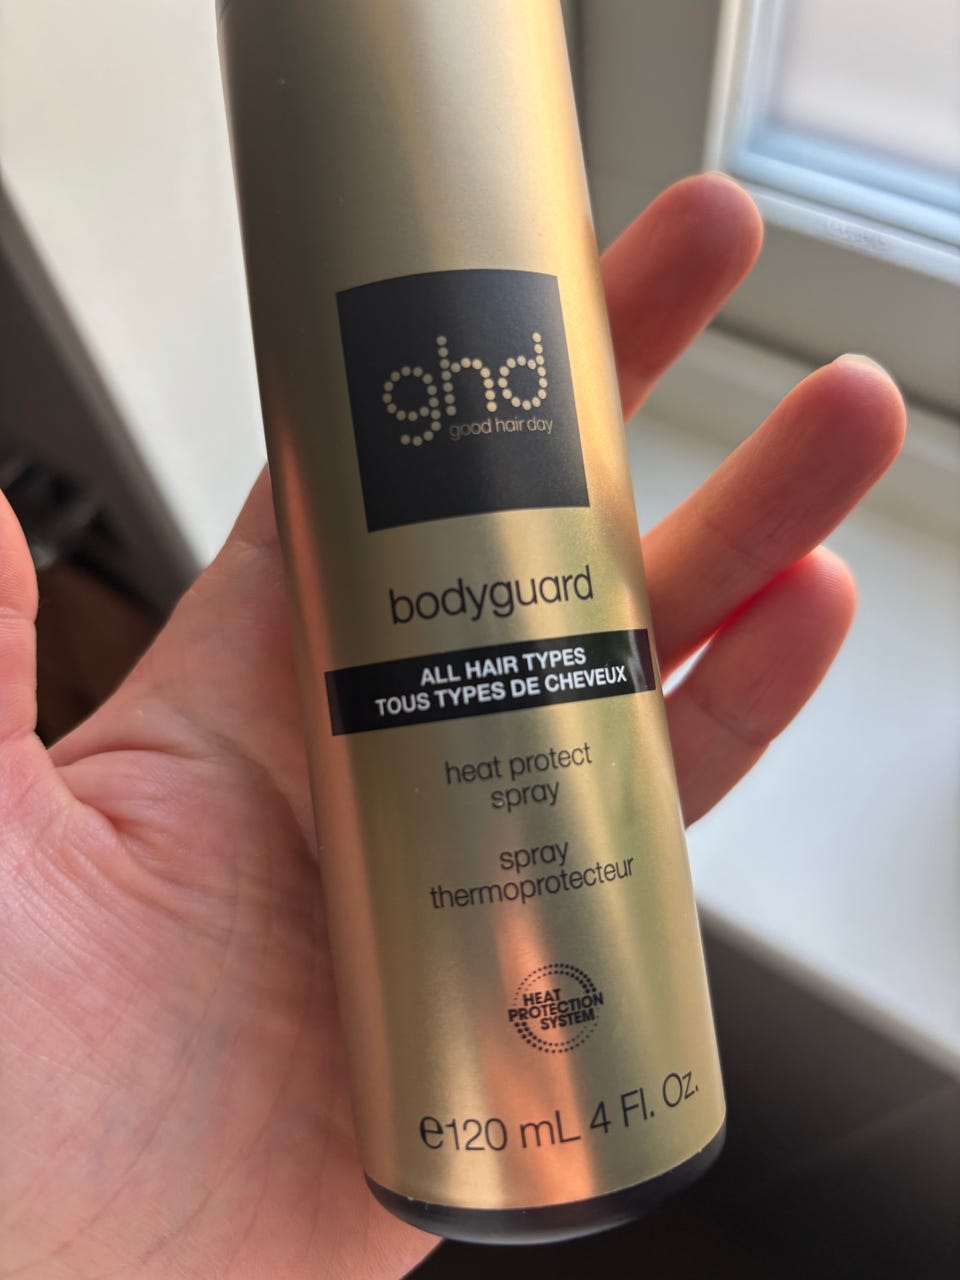 ghd
good hair day
bodyguard
ALL HAIR TYPES
TOUS TYPES DE CHEVEUX
heat protect
spray
spray
thermoprotecteur
HEAT
PROTECTION
SYSTEM
℮120 mL 4 Fl. Oz.